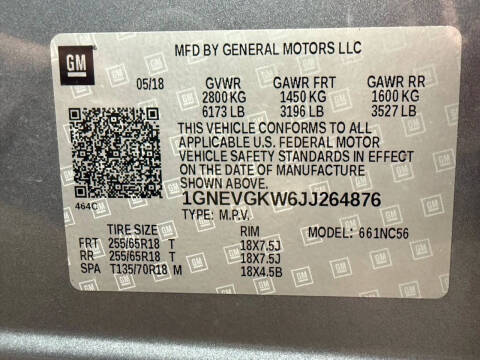 GM
MFD BY GENERAL MOTORS LLC
05/18 GVWR GAWR FRT GAWR RR
2800 KG 1450 KG 1600 KG
6173 LB 3196 LB 3527 LB
THIS VEHICLE CONFORMS TO ALL
APPLICABLE U.S. FEDERAL MOTOR
VEHICLE SAFETY STANDARDS IN EFFECT
ON THE DATE OF MANUFACTURE
464C 1GNEVGKW6JJ264876
TYPE: M.P.V.
TIRE SIZE RIM MODEL: 661NC56
FRT 255/65R18 T 18X7.5J
RR 255/65R18 T 18X7.5J
SPA T135/70R18 M 18X4.5B